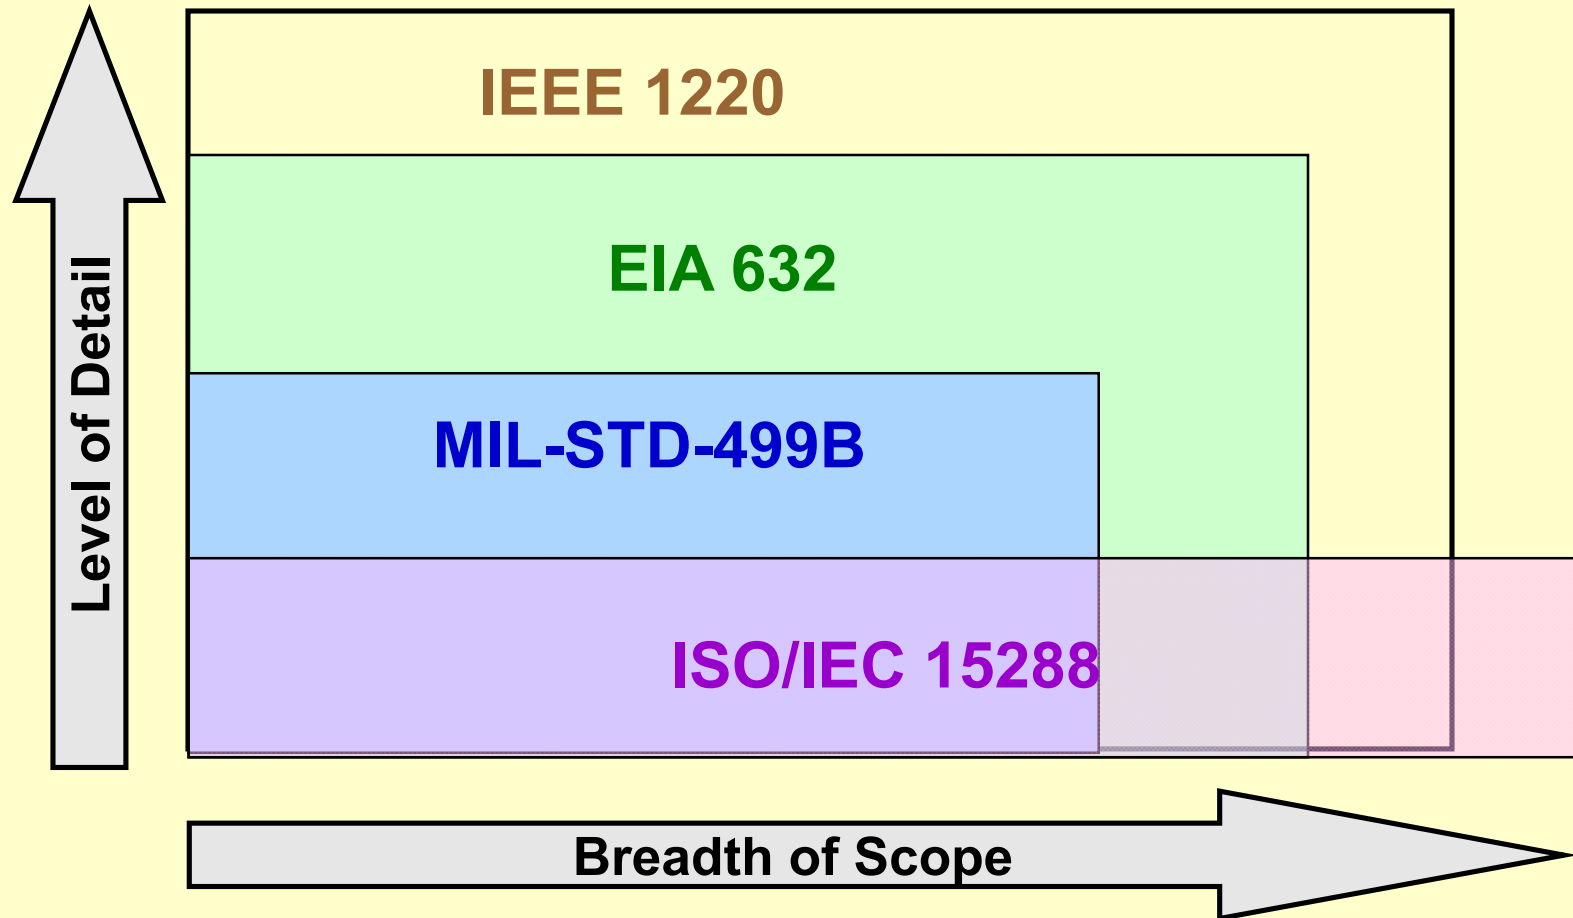 IEEE 1220
EIA 632
Level of Detail
MIL-STD-499B
ISO/IEC 15288
Breadth of Scope